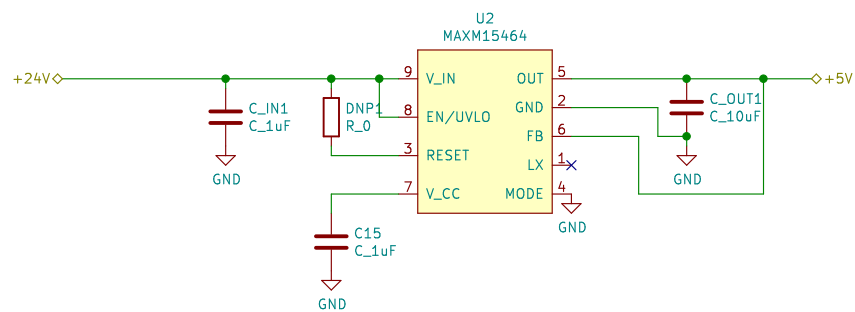 U2
MAXM15464
+24V
9 V_IN
OUT 5
+5V
C_IN1
C_1uF
DNP1
R_0
8 EN/UVLO
GND 2
C_OUT1
C_10uF
FB 6
3 RESET
LX 1
GND
GND
7 V_CC
MODE 4
GND
C15
C_1uF
GND